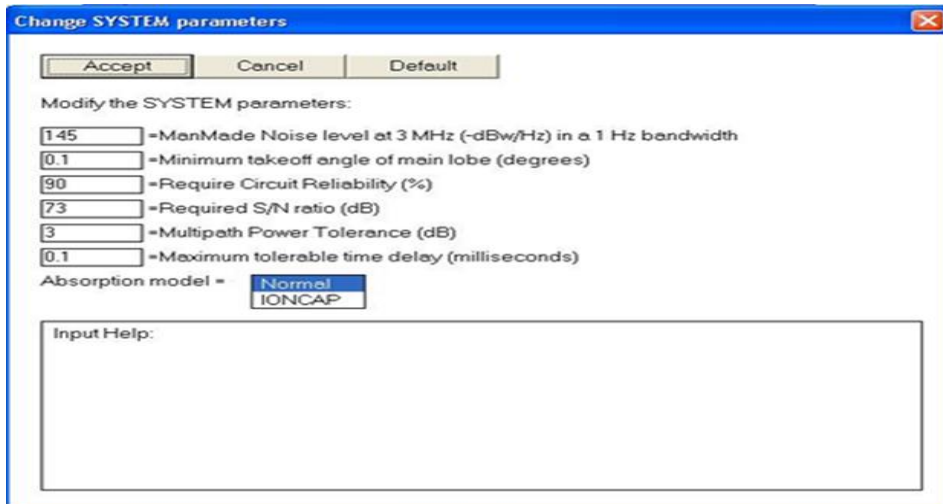 Change SYSTEM parameters
Accept Cancel Default
Modify the SYSTEM parameters:
145 =ManMade Noise level at 3 MHz (-dBw/Hz) in a 1 Hz bandwidth
0.1 =Minimum takeoff angle of main lobe (degrees)
90 =Require Circuit Reliability (%)
73 =Required S/N ratio (dB)
3 =Multipath Power Tolerance (dB)
0.1 =Maximum tolerable time delay (milliseconds)
Absorption model = Normal
IONCAP
Input Help: